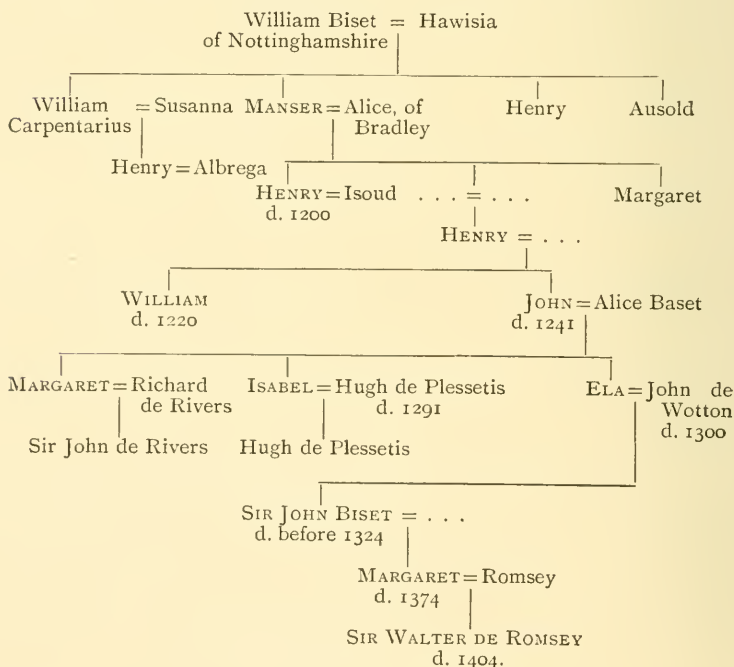 William Biset = Hawisia
of Nottinghamshire
William = Susanna MANSER = Alice, of Henry Ausold
Carpentarius Bradley
Henry = Albrega
HENRY = Isoud . . . = . . . Margaret
d. 1200
HENRY = . . .
WILLIAM JOHN = Alice Baset
d. 1220 d. 1241
MARGARET = Richard ISABEL = Hugh de Plessetis ELA = John de
de Rivers d. 1291 Wotton
d. 1300
Sir John de Rivers Hugh de Plessetis
SIR JOHN BISET = . . .
d. before 1324
MARGARET = Romsey
d. 1374
SIR WALTER DE ROMSEY
d. 1404.